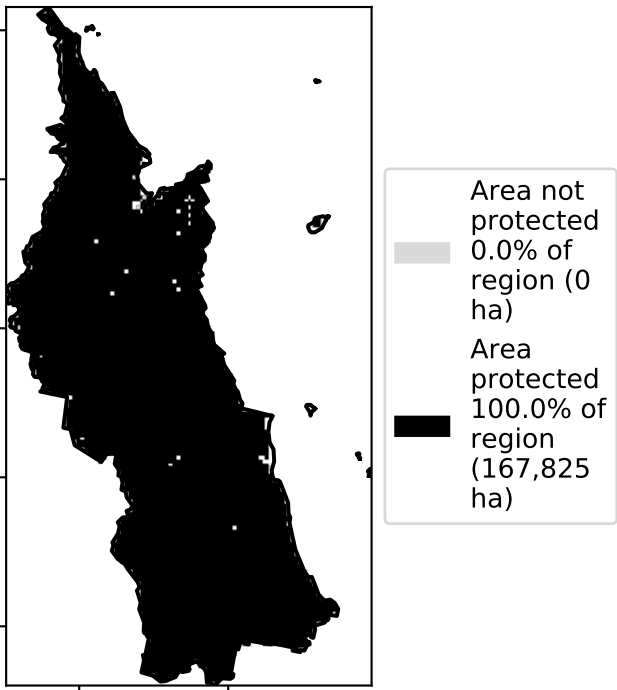 Area not
protected
0.0% of
region (0
ha)
Area
protected
100.0% of
region
(167,825
ha)